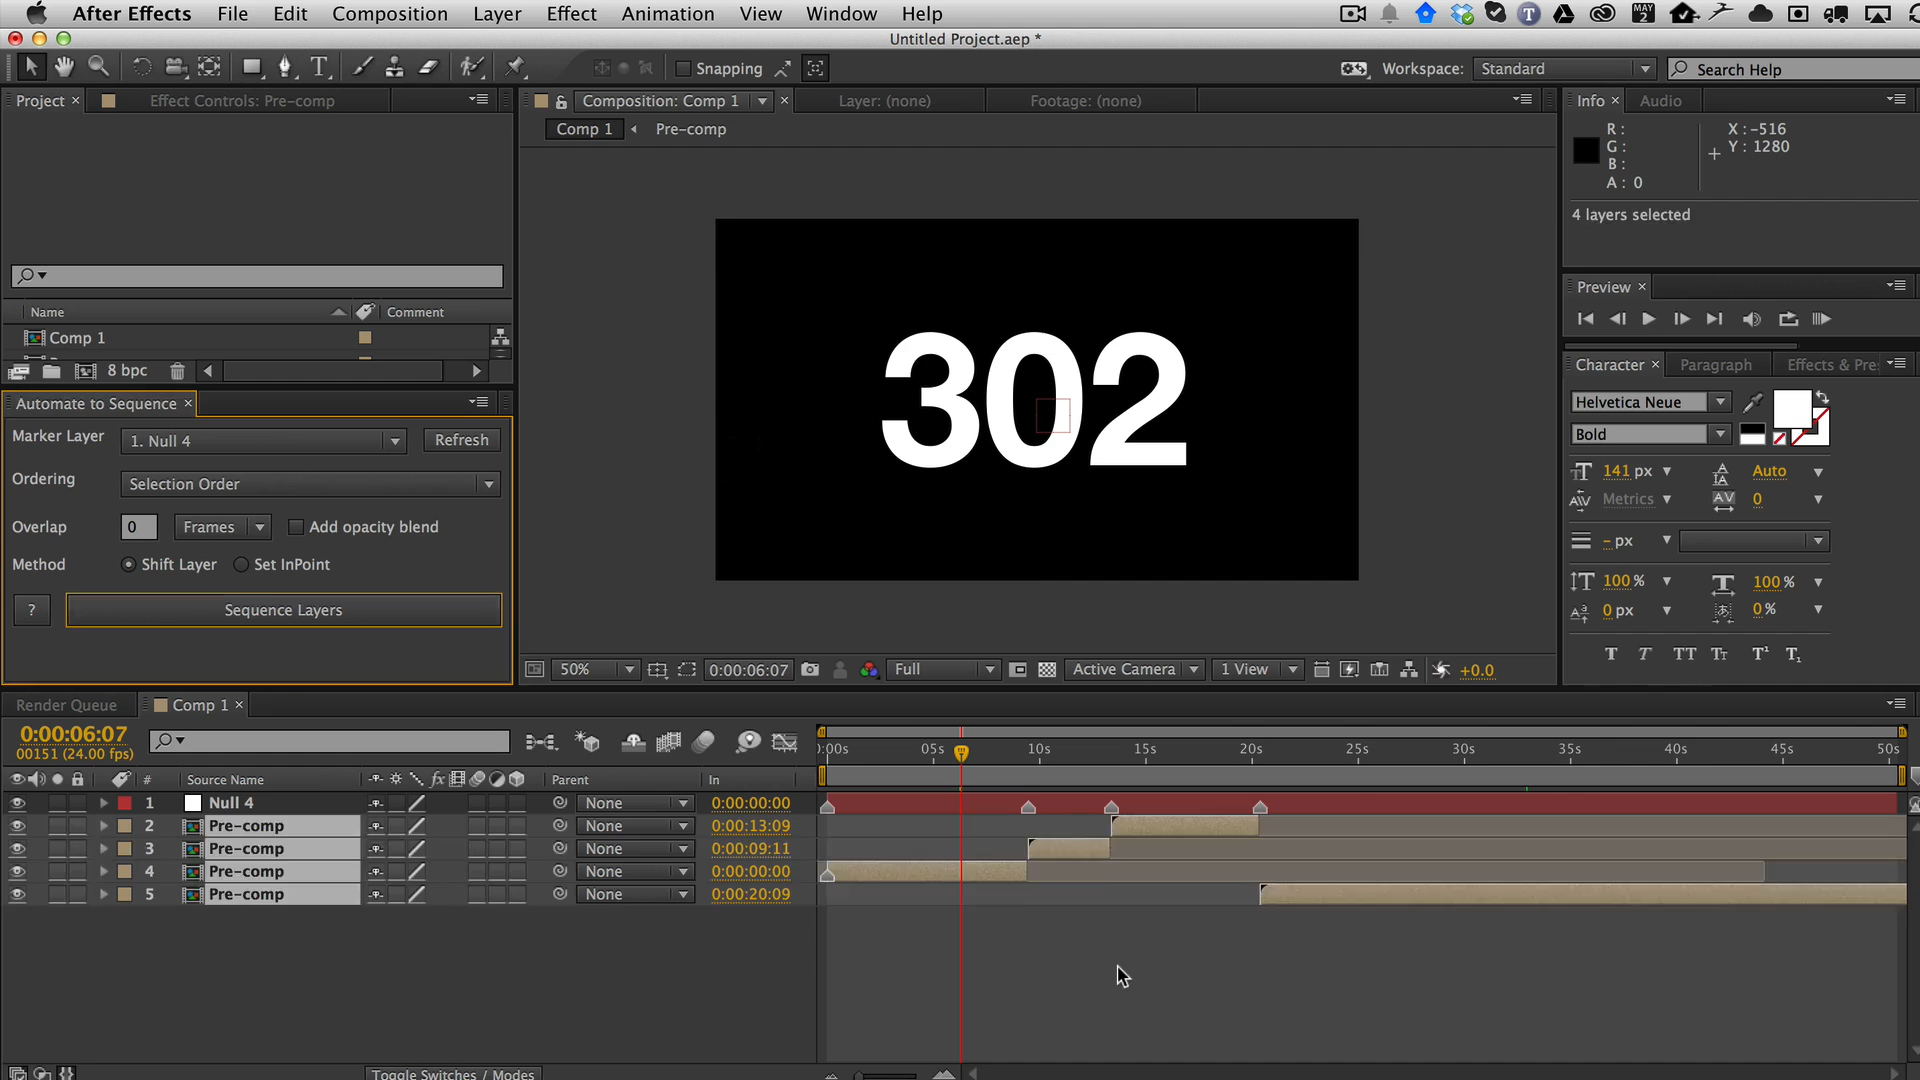 After Effects File Edit Composition Layer Effect Animation View Window Help MAY 2
Untitled Project.aep *
Snapping Workspace: Standard Search Help
Project × Effect Controls: Pre-comp
Composition: Comp 1 × Layer: (none) Footage: (none)
Info × Audio
Comp 1 Pre-comp
R :
G :
B :
A : 0
X : -516
Y : 1280
4 layers selected
302
Name Comment
Comp 1
8 bpc
Preview ×
Character × Paragraph Effects & Pre
Helvetica Neue
Bold
141 px Auto
Metrics 0
- px
100 % 100 %
0 px 0 %
T T TT Tr T¹ T₁
Automate to Sequence ×
Marker Layer 1. Null 4 Refresh
Ordering Selection Order
Overlap 0 Frames Add opacity blend
Method Shift Layer Set InPoint
? Sequence Layers
50% 0:00:06:07 Full Active Camera 1 View +0.0
Render Queue Comp 1 ×
0:00:06:07
00151 (24.00 fps)
):00s 05s 10s 15s 20s 25s 30s 35s 40s 45s 50s
# Source Name fx Parent In
1 Null 4 None 0:00:00:00
2 Pre-comp None 0:00:13:09
3 Pre-comp None 0:00:09:11
4 Pre-comp None 0:00:00:00
5 Pre-comp None 0:00:20:09
Toggle Switches / Modes